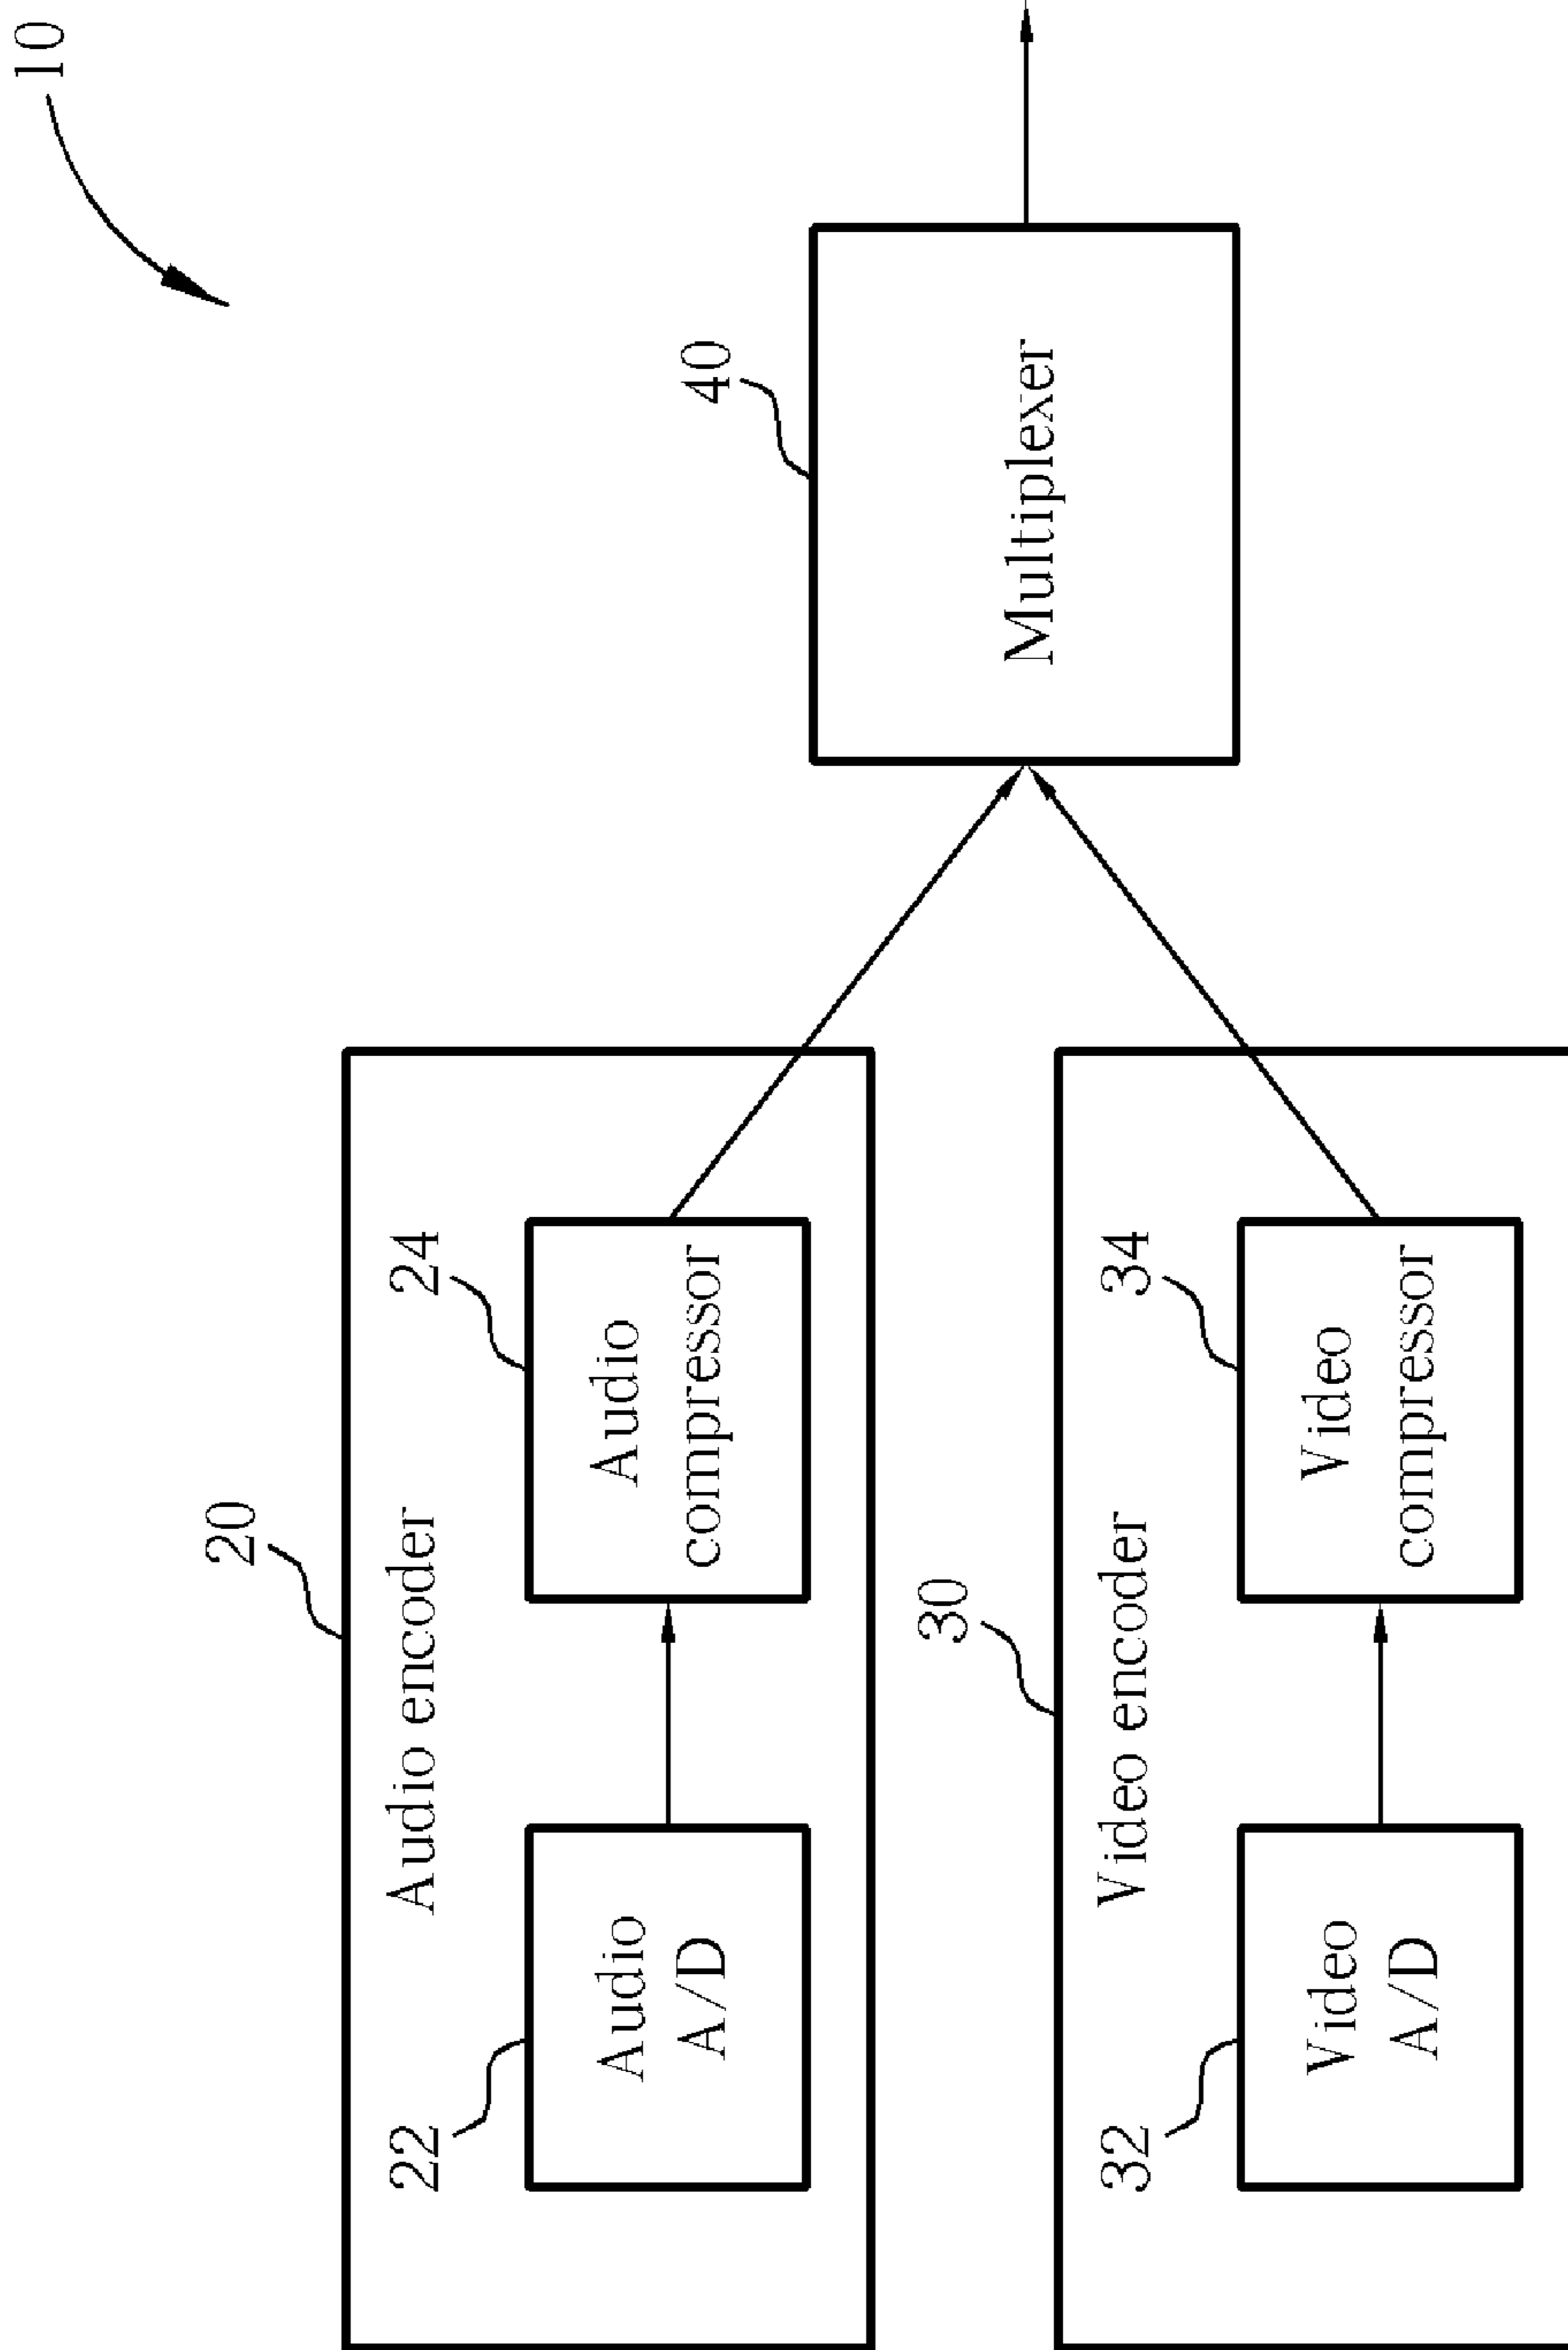 10
20
Audio encoder
22
24
Audio
A/D
Audio
compressor
40
Multiplexer
30
Video encoder
32
34
Video
A/D
Video
compressor